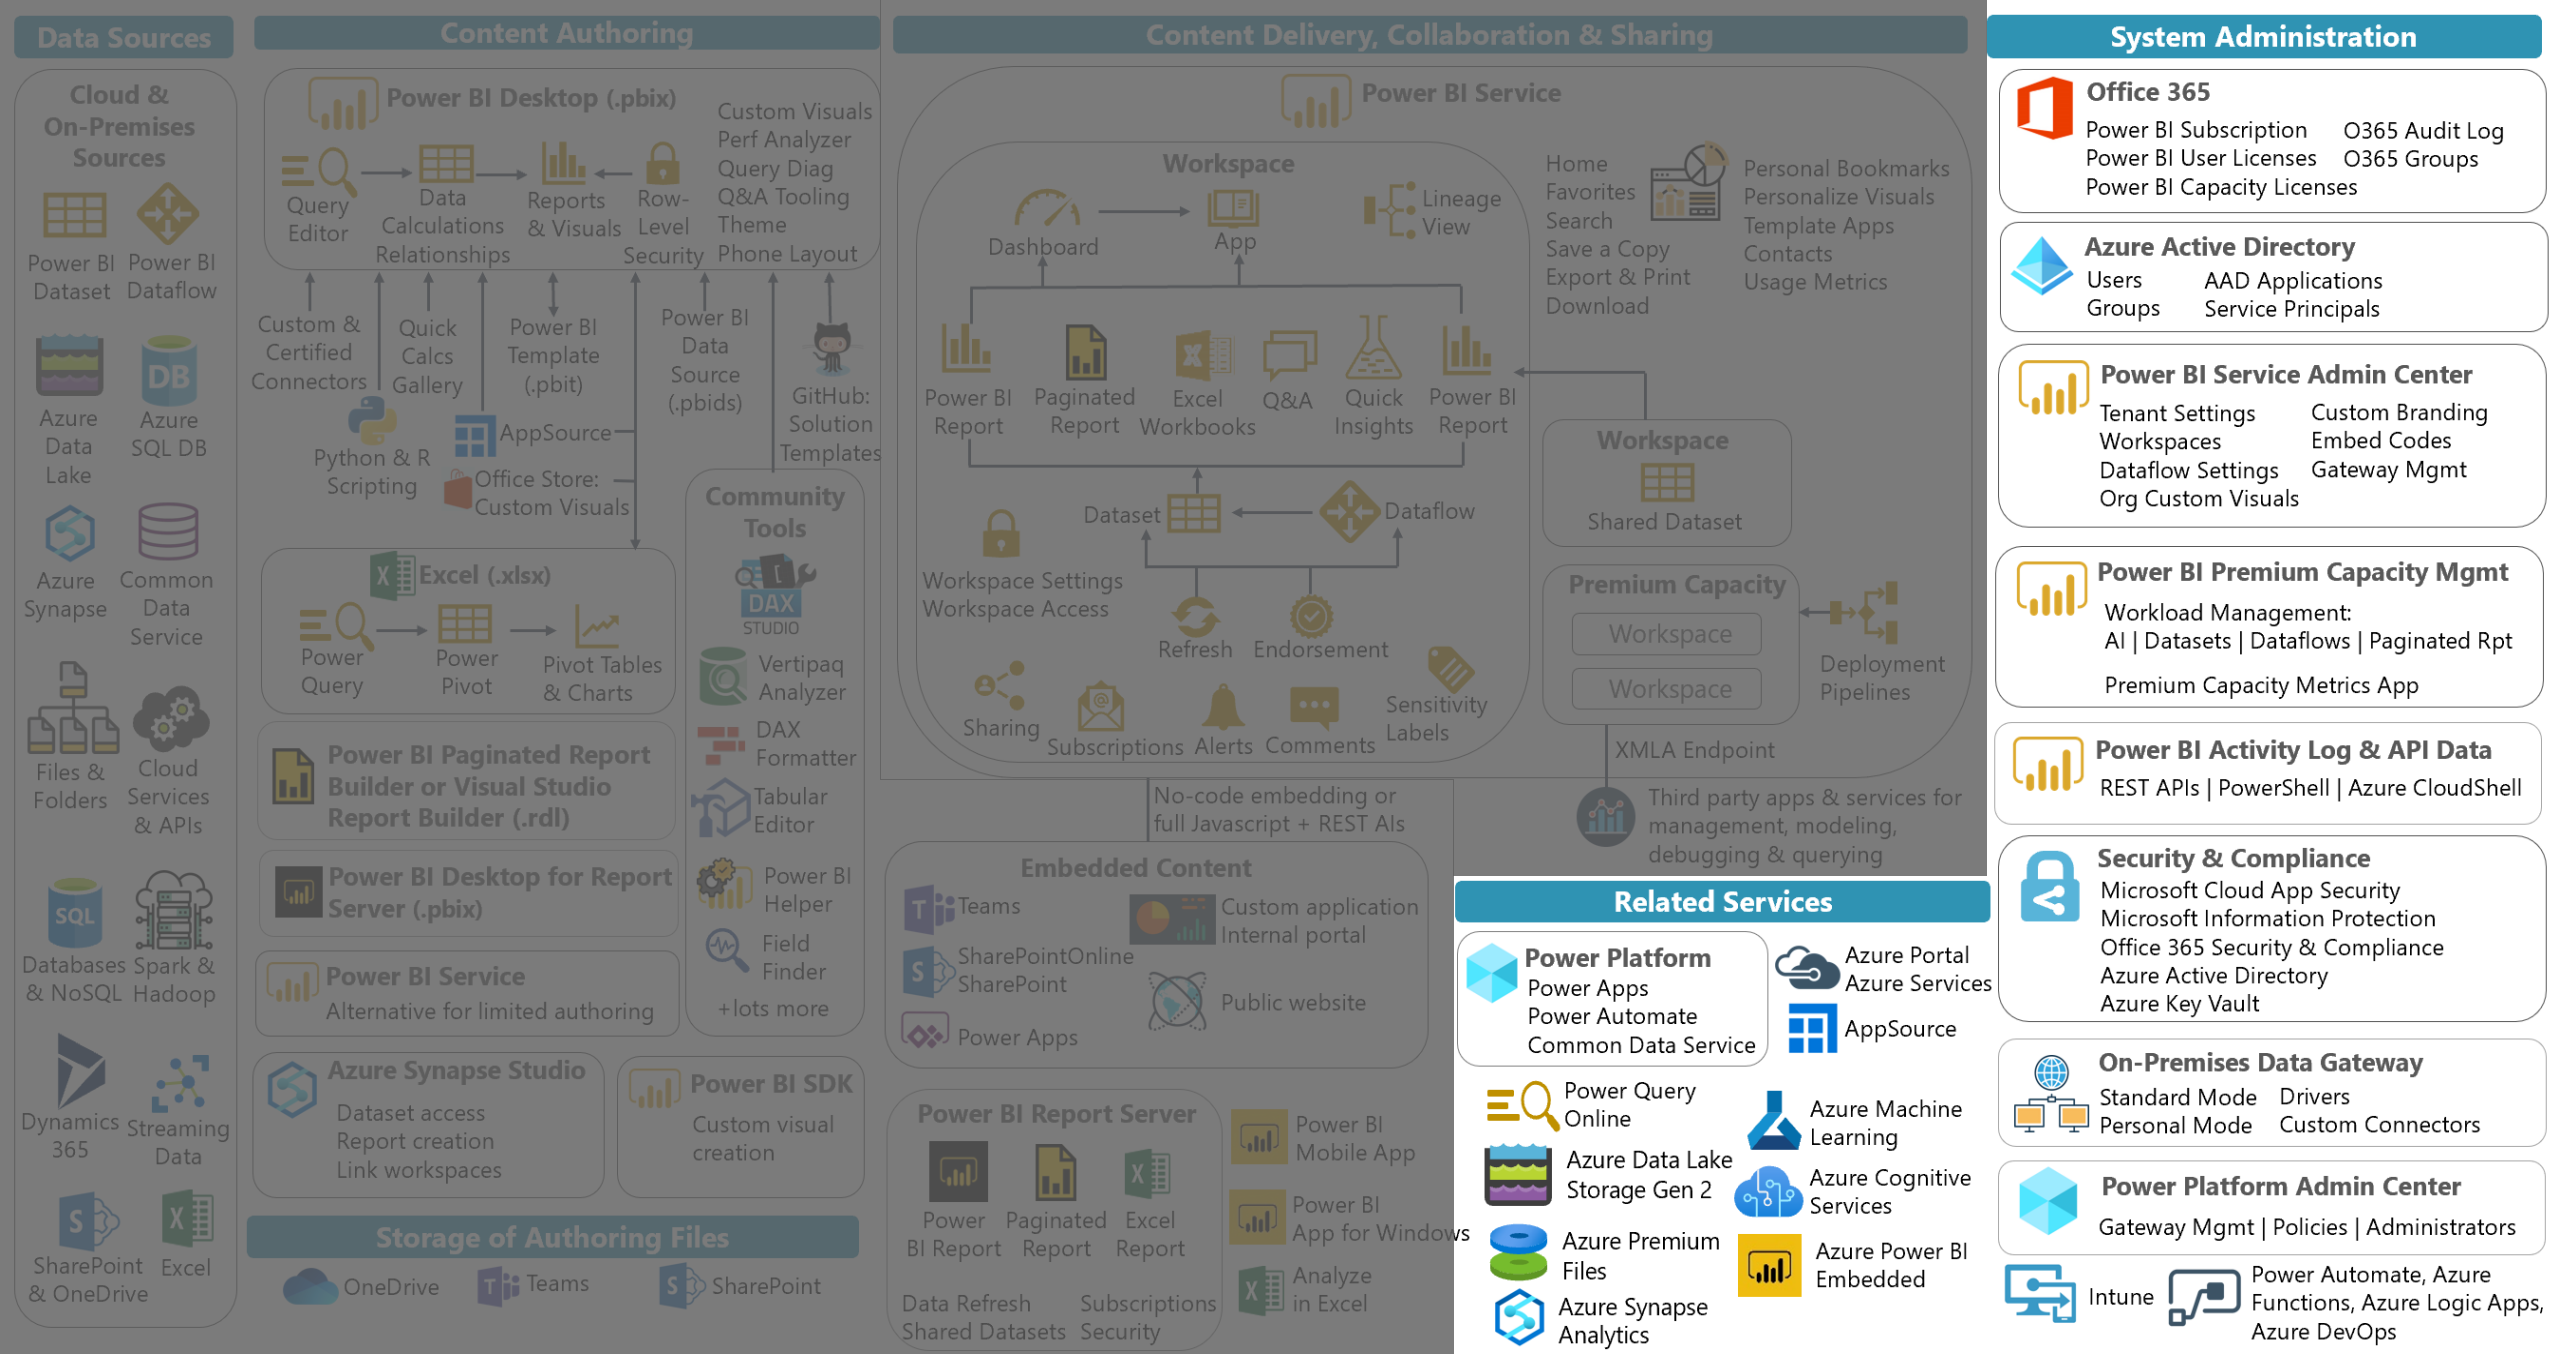 Data Sources
Cloud &
On-Premises
Sources
Power BI
Dataset
Power BI
Dataflow
Azure
Data
Lake
DB
Azure
SQL DB
Azure
Synapse
Common
Data
Service
Files &
Folders
Cloud
Services
& APIs
SQL
Databases
& NoSQL
Spark &
Hadoop
Dynamics
365
Streaming
Data
S
SharePoint
& OneDrive
X
Excel
Content Authoring
Power BI Desktop (.pbix)
Query
Editor
Data
Calculations
Relationships
Reports
& Visuals
Row-
Level
Security
Custom Visuals
Perf Analyzer
Query Diag
Q&A Tooling
Theme
Phone Layout
Custom &
Certified
Connectors
Python & R
Scripting
Quick
Calcs
Gallery
AppSource
Office Store:
Custom Visuals
Power BI
Template
(.pbit)
Power BI
Data
Source
(.pbids)
GitHub:
Solution
Templates
X
Excel (.xlsx)
Power
Query
Power
Pivot
Pivot Tables
& Charts
Power BI Paginated Report
Builder or Visual Studio
Report Builder (.rdl)
Power BI Desktop for Report
Server (.pbix)
Power BI Service
Alternative for limited authoring
Azure Synapse Studio
Dataset access
Report creation
Link workspaces
Power BI SDK
Custom visual
creation
Community
Tools
DAX
STUDIO
Vertipaq
Analyzer
DAX
Formatter
Tabular
Editor
Power BI
Helper
Field
Finder
+lots more
Storage of Authoring Files
OneDrive
T
Teams
S
SharePoint
Content Delivery, Collaboration & Sharing
Power BI Service
Workspace
Dashboard
App
Lineage
View
Power BI
Report
Paginated
Report
X
Excel
Workbooks
Q&A
Quick
Insights
Power BI
Report
Dataset
Dataflow
Workspace Settings
Workspace Access
Refresh
Endorsement
Sharing
@
Subscriptions
Alerts
Comments
Sensitivity
Labels
Home
Favorites
Search
Save a Copy
Export & Print
Download
Personal Bookmarks
Personalize Visuals
Template Apps
Contacts
Usage Metrics
Workspace
Shared Dataset
Premium Capacity
Workspace
Workspace
Deployment
Pipelines
XMLA Endpoint
Third party apps & services for
management, modeling,
debugging & querying
No-code embedding or
full Javascript + REST AIs
Embedded Content
T
Teams
S
SharePointOnline
SharePoint
Power Apps
Custom application
Internal portal
Public website
Power BI Report Server
Power
BI Report
Paginated
Report
X
Excel
Report
Data Refresh
Shared Datasets
Subscriptions
Security
Power BI
Mobile App
Power BI
App for Windows
X
Analyze
in Excel
Related Services
Power Platform
Power Apps
Power Automate
Common Data Service
Azure Portal
Azure Services
AppSource
Power Query
Online
Azure Machine
Learning
Azure Data Lake
Storage Gen 2
Azure Cognitive
Services
Azure Premium
Files
Azure Power BI
Embedded
Azure Synapse
Analytics
System Administration
Office 365
Power BI Subscription
Power BI User Licenses
Power BI Capacity Licenses
O365 Audit Log
O365 Groups
Azure Active Directory
Users
Groups
AAD Applications
Service Principals
Power BI Service Admin Center
Tenant Settings
Workspaces
Dataflow Settings
Org Custom Visuals
Custom Branding
Embed Codes
Gateway Mgmt
Power BI Premium Capacity Mgmt
Workload Management:
AI | Datasets | Dataflows | Paginated Rpt
Premium Capacity Metrics App
Power BI Activity Log & API Data
REST APIs | PowerShell | Azure CloudShell
Security & Compliance
Microsoft Cloud App Security
Microsoft Information Protection
Office 365 Security & Compliance
Azure Active Directory
Azure Key Vault
On-Premises Data Gateway
Standard Mode
Personal Mode
Drivers
Custom Connectors
Power Platform Admin Center
Gateway Mgmt | Policies | Administrators
Intune
Power Automate, Azure
Functions, Azure Logic Apps,
Azure DevOps